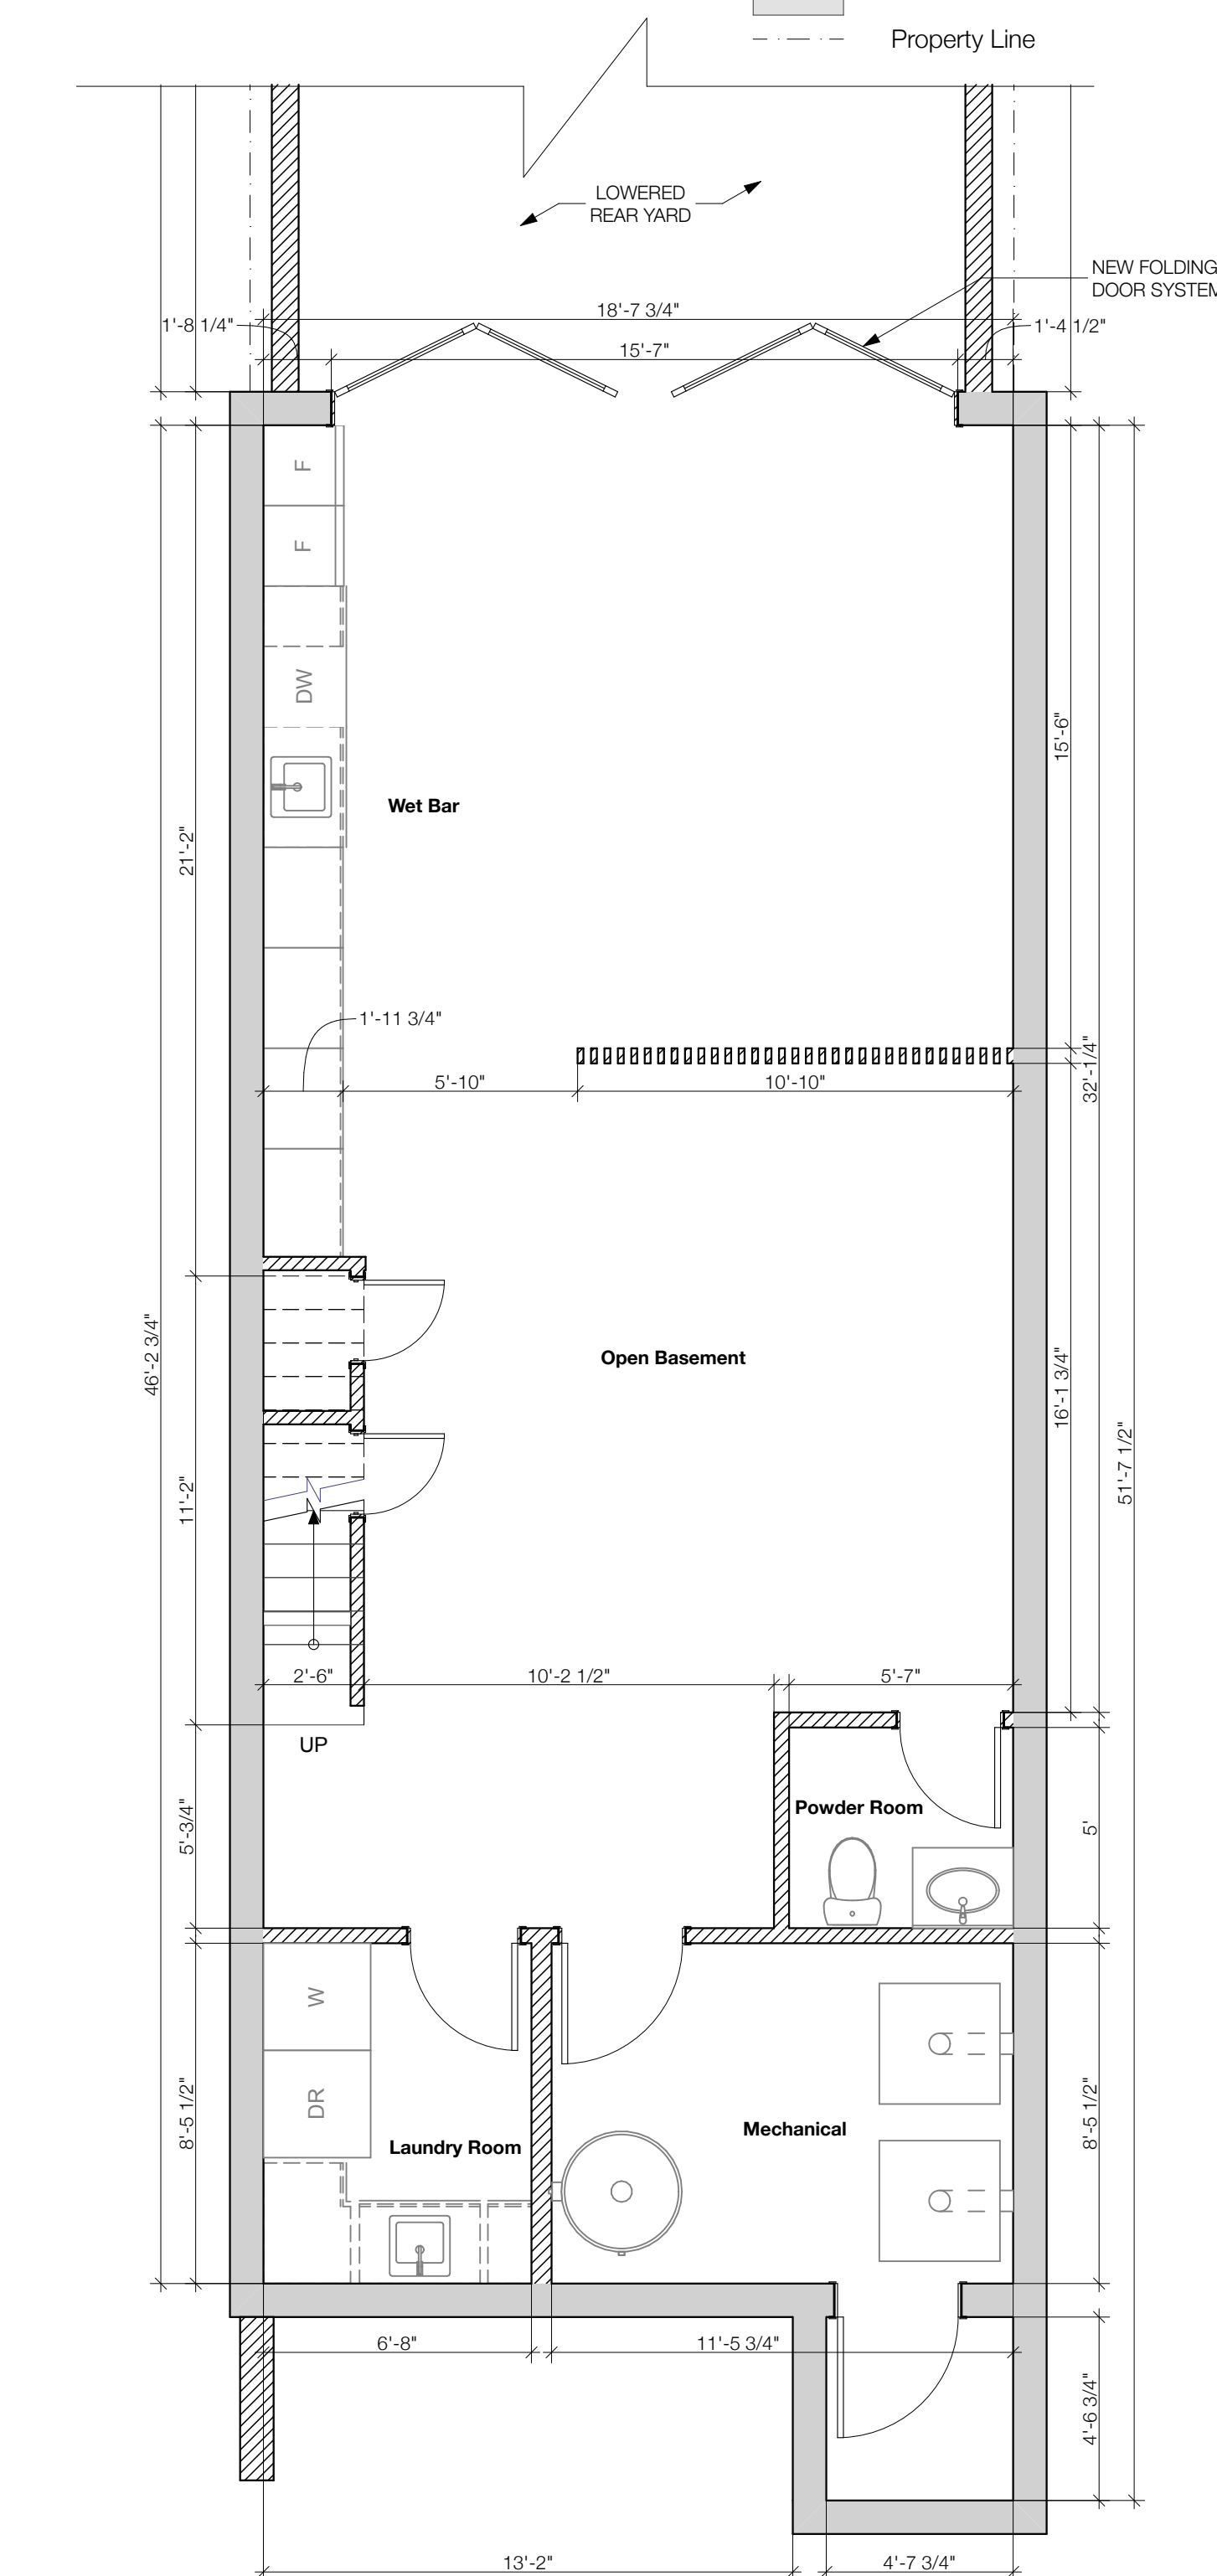 Property Line
LOWERED
REAR YARD
NEW FOLDING
DOOR SYSTEM
18'-7 3/4"
1'-8 1/4"
1'-4 1/2"
15'-7"
F
F
DW
15'-6"
Wet Bar
21'-2"
1'-11 3/4"
32'-1/4"
5'-10"
10'-10"
46'-2 3/4"
Open Basement
16'-1 3/4"
51'-7 1/2"
11'-2"
2'-6"
10'-2 1/2"
5'-7"
UP
Powder Room
5'-3/4"
5'
W
DR
8'-5 1/2"
Mechanical
8'-5 1/2"
Laundry Room
6'-8"
11'-5 3/4"
4'-6 3/4"
13'-2"
4'-7 3/4"